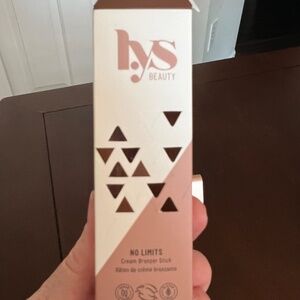 lys
BEAUTY
NO LIMITS
Cream Bronzer Stick
Bâton de crème bronzante